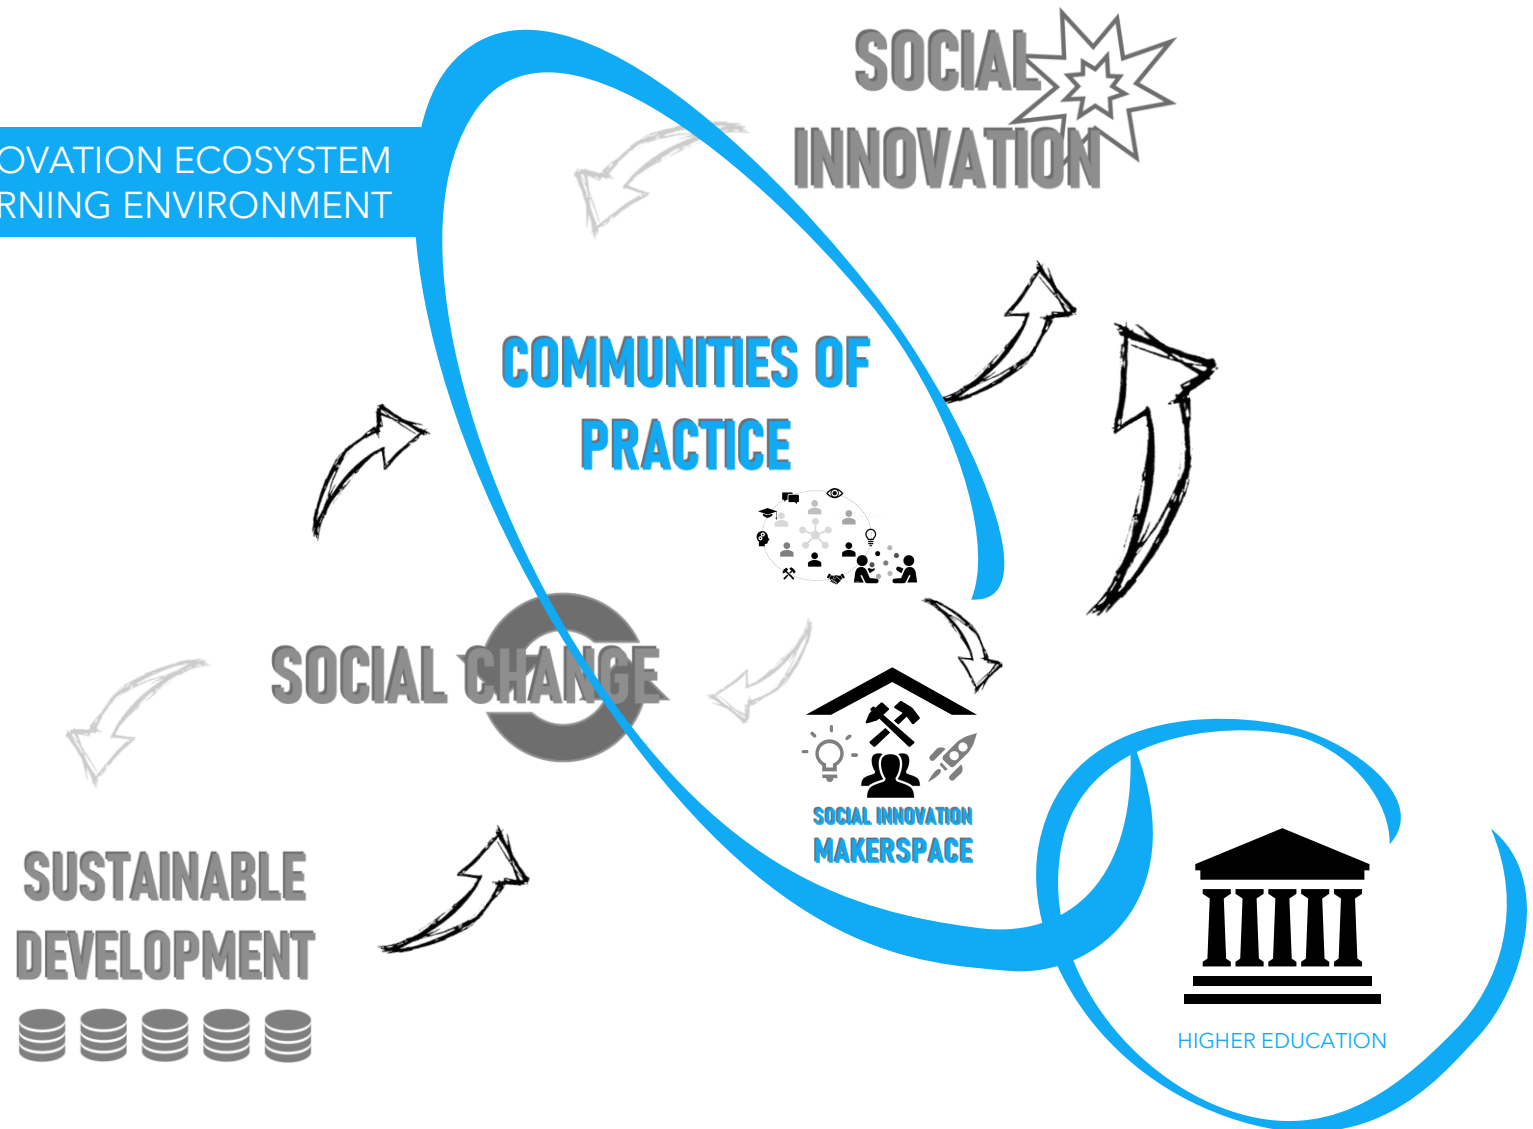 SOCIAL
INNOVATION
OVATION ECOSYSTEM
RNING ENVIRONMENT
COMMUNITIES OF
PRACTICE
SOCIAL CHANGE
SOCIAL INNOVATION
MAKERSPACE
SUSTAINABLE
DEVELOPMENT
HIGHER EDUCATION